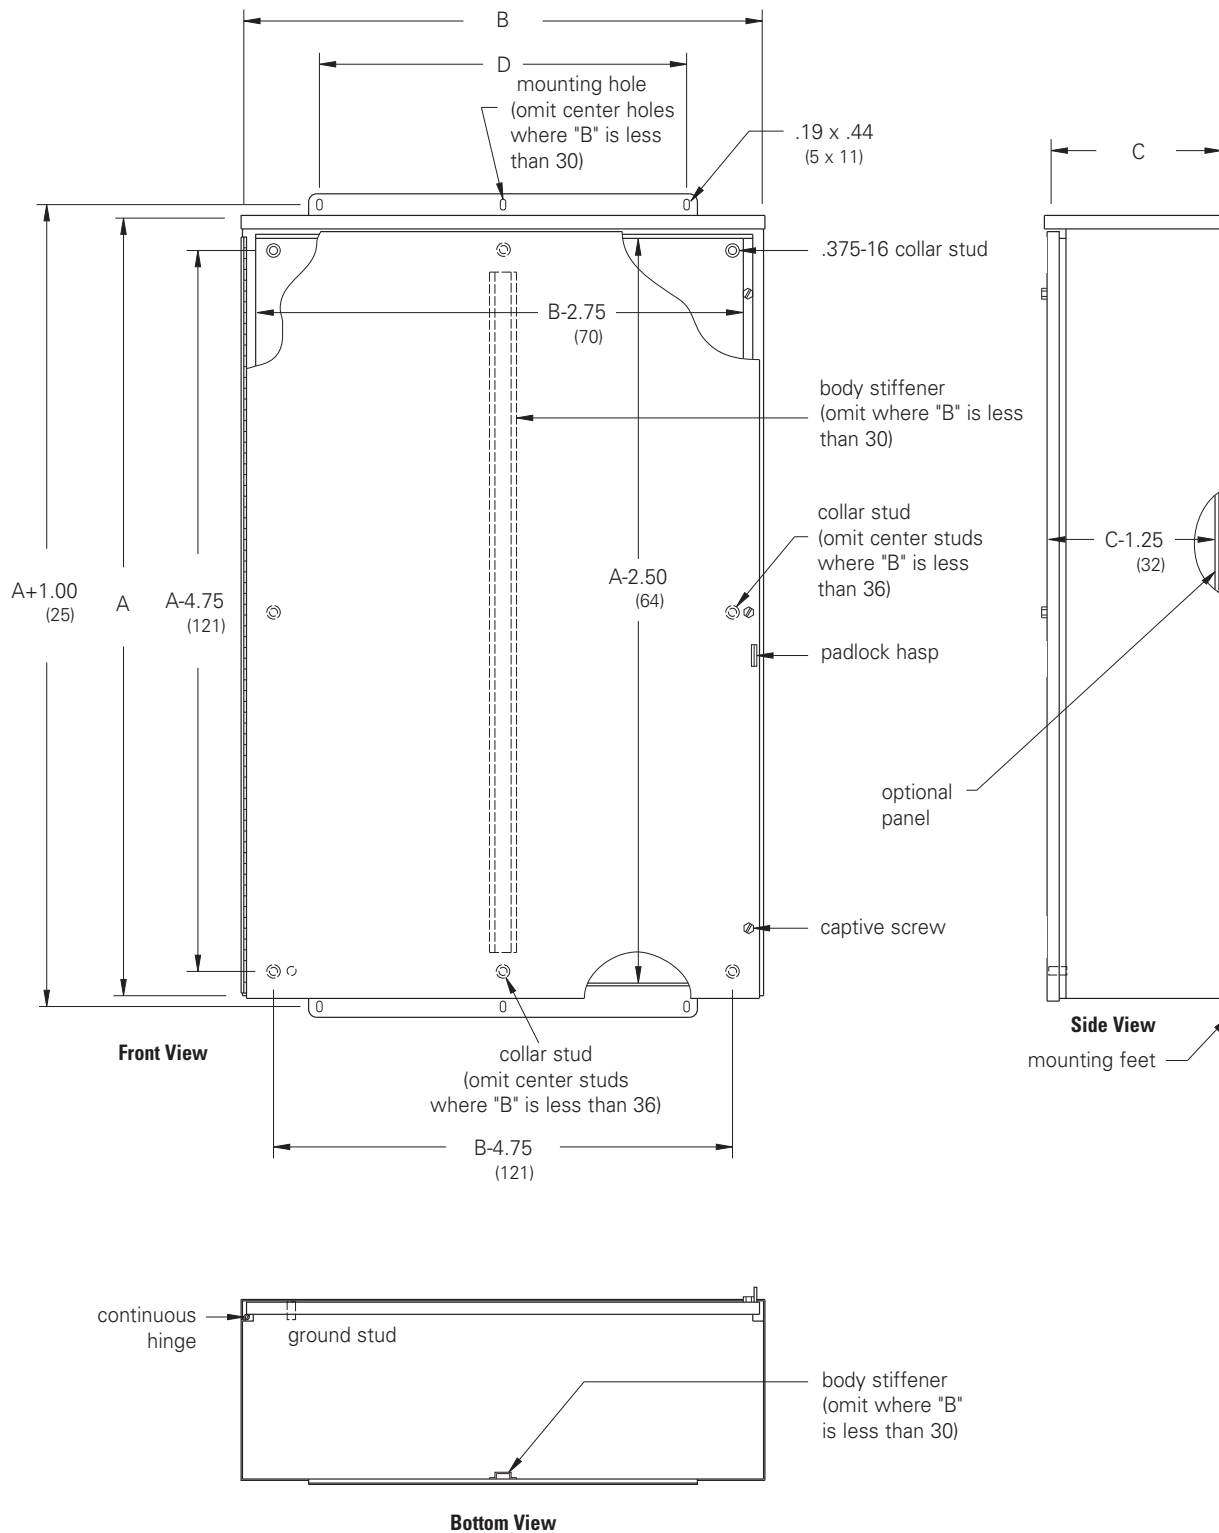 B
D
mounting hole
(omit center holes
where "B" is less
than 30)
.19 x .44
(5 x 11)
C
.375-16 collar stud
B-2.75
(70)
body stiffener
(omit where "B" is less
than 30)
collar stud
(omit center studs
where "B" is less
than 36)
A+1.00
(25)
A
A-4.75
(121)
A-2.50
(64)
C-1.25
(32)
padlock hasp
optional
panel
captive screw
Front View
Side View
mounting feet
collar stud
(omit center studs
where "B" is less than 36)
B-4.75
(121)
continuous
hinge
ground stud
body stiffener
(omit where "B"
is less than 30)
Bottom View